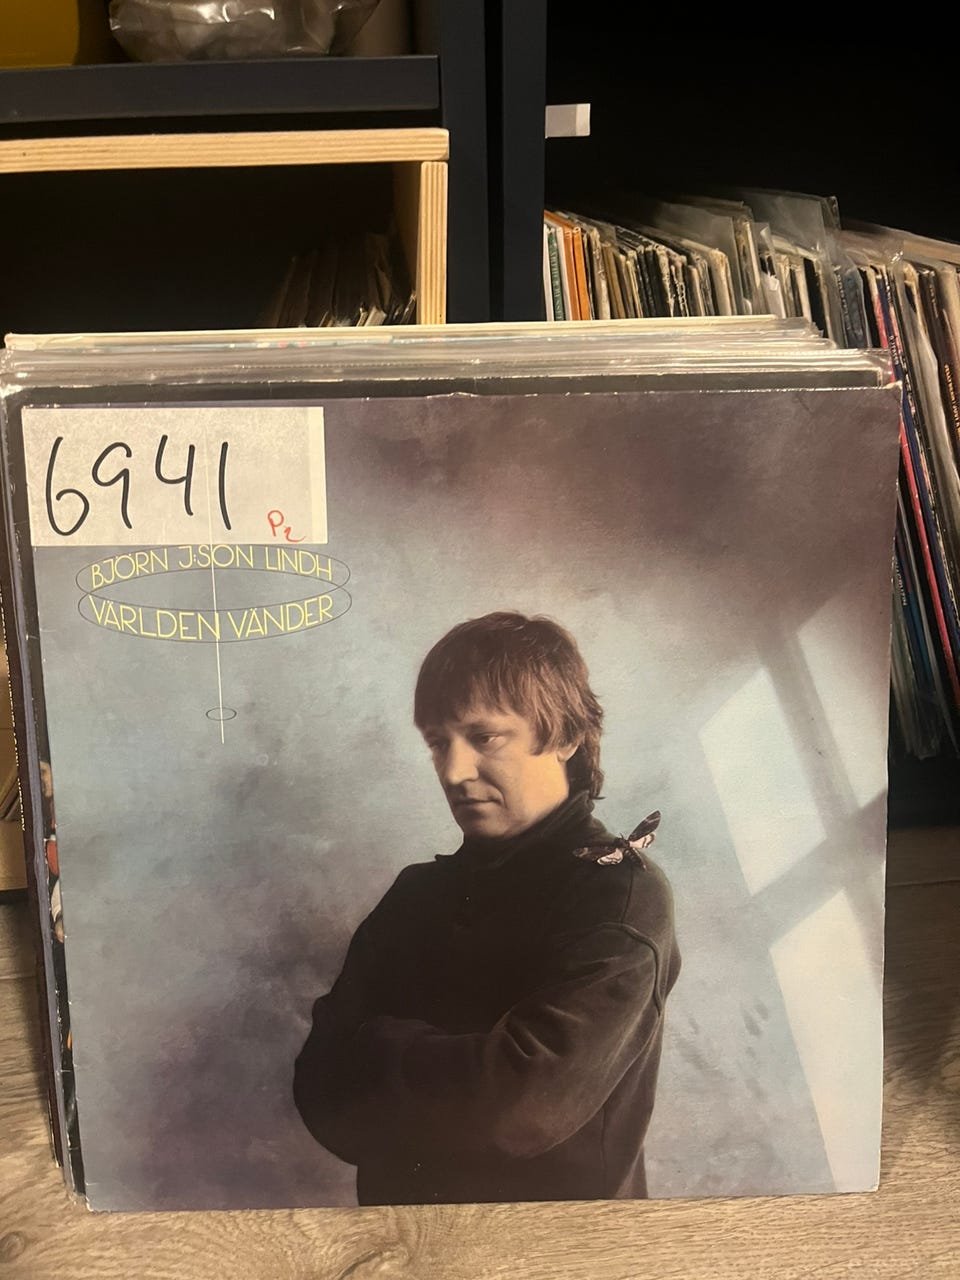 6941
P2
BJÖRN J:SON LINDH
VÄRLDEN VÄNDER